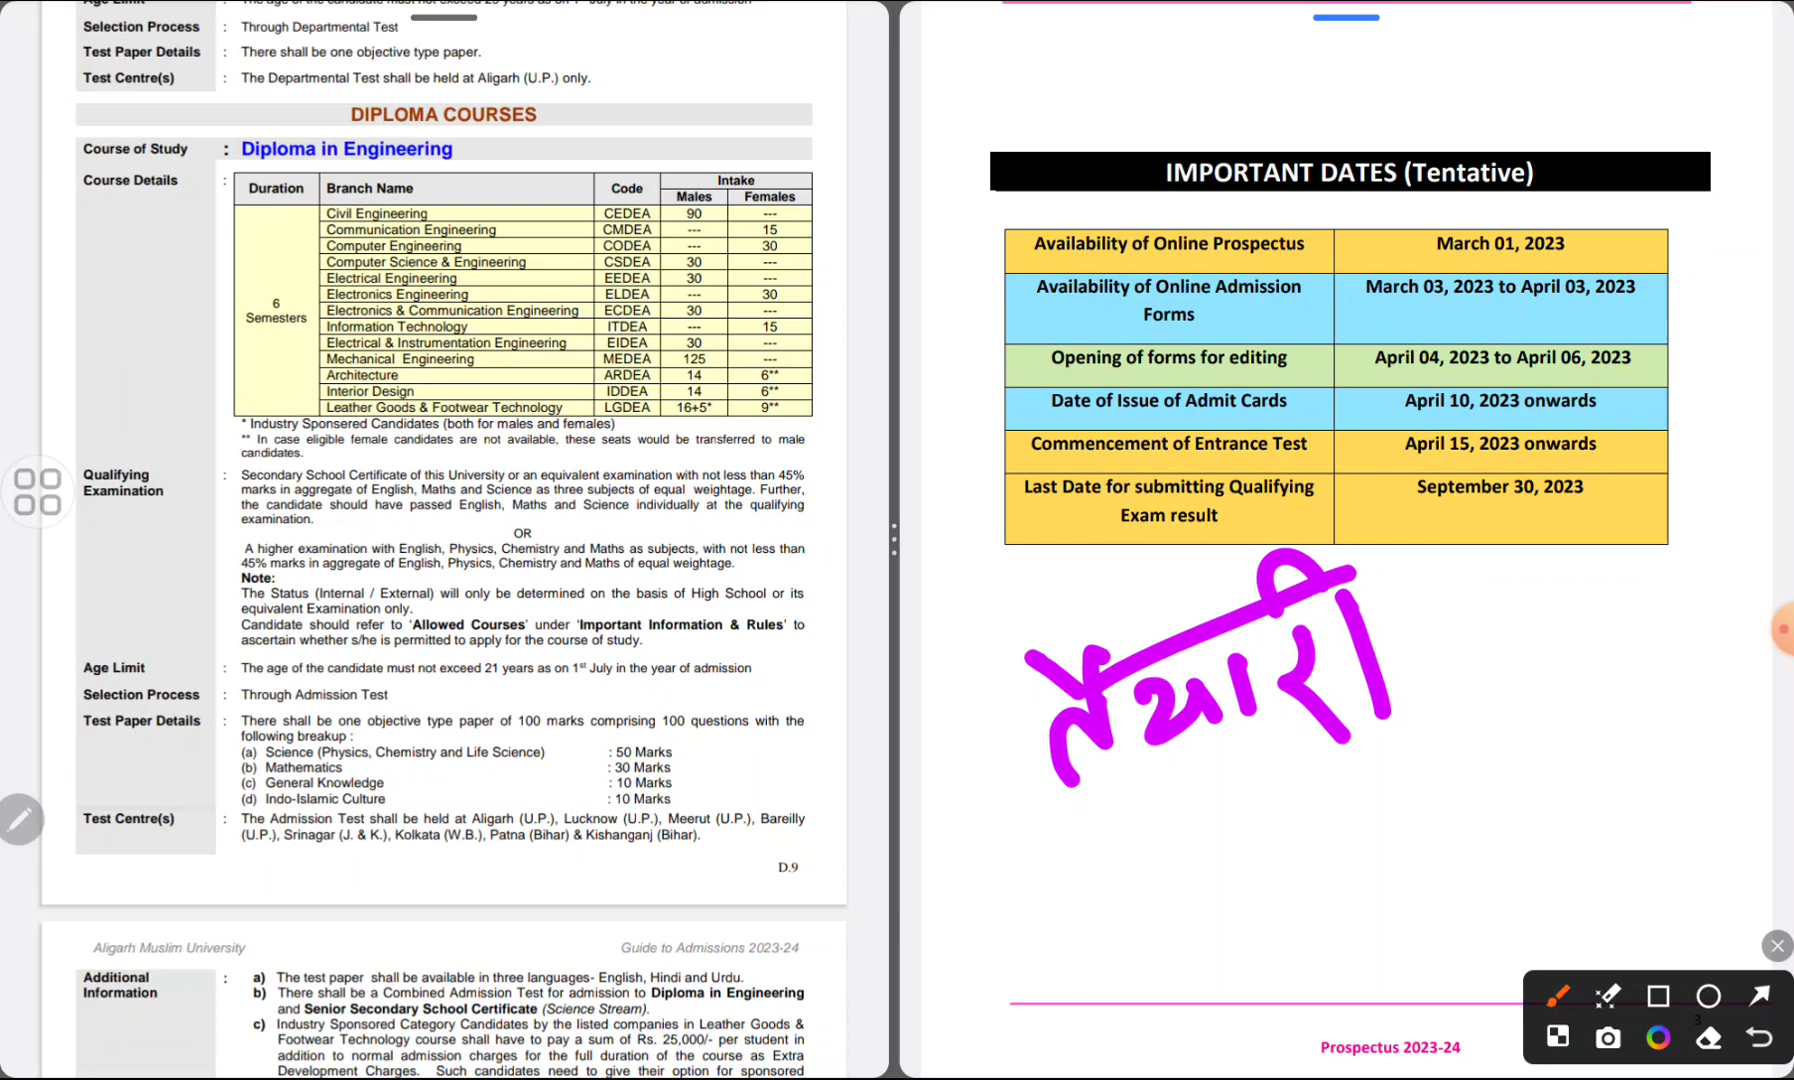 Selection Process : Through Departmental Test
Test Paper Details : There shall be one objective type paper.
Test Centre(s) : The Departmental Test shall be held at Aligarh (U.P.) only.
DIPLOMA COURSES
Course of Study : Diploma in Engineering
Course Details :
Duration Branch Name Code Intake
Males Females
6 Semesters
Civil Engineering CEDEA 90 ---
Communication Engineering CMDEA --- 15
Computer Engineering CODEA --- 30
Computer Science & Engineering CSDEA 30 ---
Electrical Engineering EEDEA 30 ---
Electronics Engineering ELDEA --- 30
Electronics & Communication Engineering ECDEA 30 ---
Information Technology ITDEA --- 15
Electrical & Instrumentation Engineering EIDEA 30 ---
Mechanical Engineering MEDEA 125 ---
Architecture ARDEA 14 6**
Interior Design IDDEA 14 6**
Leather Goods & Footwear Technology LGDEA 16+5* 9**
* Industry Sponsered Candidates (both for males and females)
** In case eligible female candidates are not available, these seats would be transferred to male
candidates.
Qualifying Examination : Secondary School Certificate of this University or an equivalent examination with not less than 45%
marks in aggregate of English, Maths and Science as three subjects of equal weightage. Further,
the candidate should have passed English, Maths and Science individually at the qualifying
examination.
OR
A higher examination with English, Physics, Chemistry and Maths as subjects, with not less than
45% marks in aggregate of English, Physics, Chemistry and Maths of equal weightage.
Note:
The Status (Internal / External) will only be determined on the basis of High School or its
equivalent Examination only.
Candidate should refer to ‘Allowed Courses’ under ‘Important Information & Rules’ to
ascertain whether s/he is permitted to apply for the course of study.
Age Limit : The age of the candidate must not exceed 21 years as on 1st July in the year of admission
Selection Process : Through Admission Test
Test Paper Details : There shall be one objective type paper of 100 marks comprising 100 questions with the
following breakup :
(a) Science (Physics, Chemistry and Life Science) : 50 Marks
(b) Mathematics : 30 Marks
(c) General Knowledge : 10 Marks
(d) Indo-Islamic Culture : 10 Marks
Test Centre(s) : The Admission Test shall be held at Aligarh (U.P.), Lucknow (U.P.), Meerut (U.P.), Bareilly
(U.P.), Srinagar (J. & K.), Kolkata (W.B.), Patna (Bihar) & Kishanganj (Bihar).
D.9
Aligarh Muslim University Guide to Admissions 2023-24
Additional Information : a) The test paper shall be available in three languages- English, Hindi and Urdu.
b) There shall be a Combined Admission Test for admission to Diploma in Engineering
and Senior Secondary School Certificate (Science Stream).
c) Industry Sponsored Category Candidates by the listed companies in Leather Goods &
Footwear Technology course shall have to pay a sum of Rs. 25,000/- per student in
addition to normal admission charges for the full duration of the course as Extra
Development Charges. Such candidates need to give their option for sponsored
IMPORTANT DATES (Tentative)
Availability of Online Prospectus March 01, 2023
Availability of Online Admission Forms March 03, 2023 to April 03, 2023
Opening of forms for editing April 04, 2023 to April 06, 2023
Date of Issue of Admit Cards April 10, 2023 onwards
Commencement of Entrance Test April 15, 2023 onwards
Last Date for submitting Qualifying Exam result September 30, 2023
तैयारी
Prospectus 2023-24
3